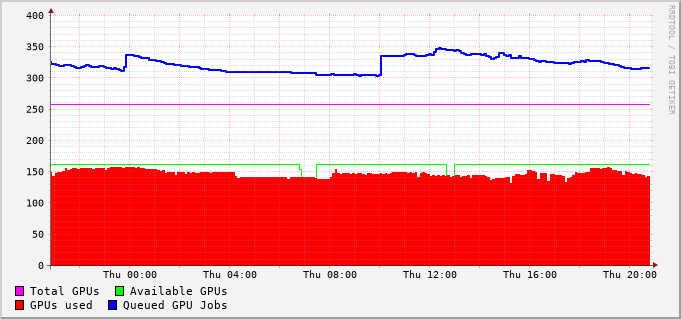 400
350
300
250
200
150
100
50
0
Thu 00:00 Thu 04:00 Thu 08:00 Thu 12:00 Thu 16:00 Thu 20:00
Total GPUs Available GPUs
GPUs used Queued GPU Jobs
RRDTOOL / TOBI OETIKER